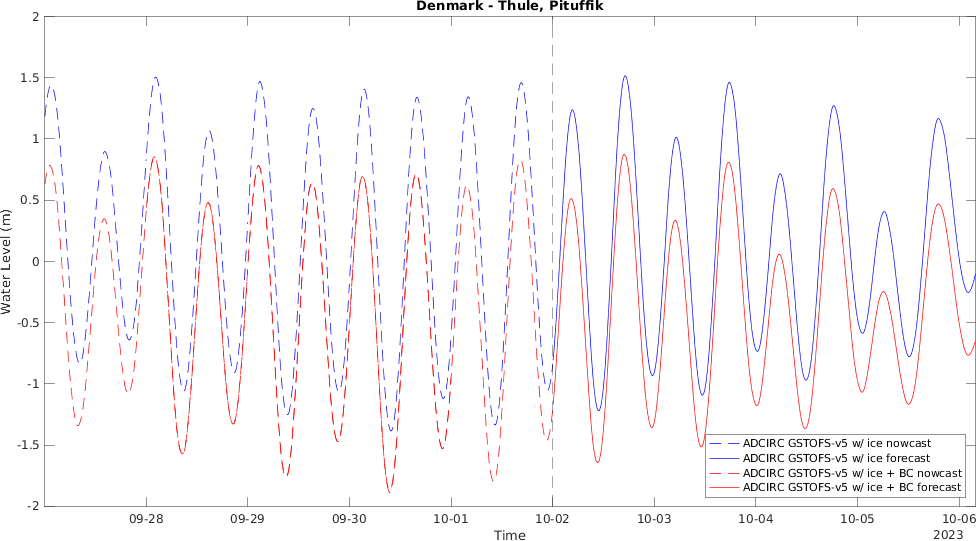 Denmark - Thule, Pituffik
2
1.5
1
0.5
0
-0.5
-1
-1.5
-2
Water Level (m)
ADCIRC GSTOFS-v5 w/ ice nowcast
ADCIRC GSTOFS-v5 w/ ice forecast
ADCIRC GSTOFS-v5 w/ ice + BC nowcast
ADCIRC GSTOFS-v5 w/ ice + BC forecast
09-28 09-29 09-30 10-01 10-02 10-03 10-04 10-05 10-06
Time 2023